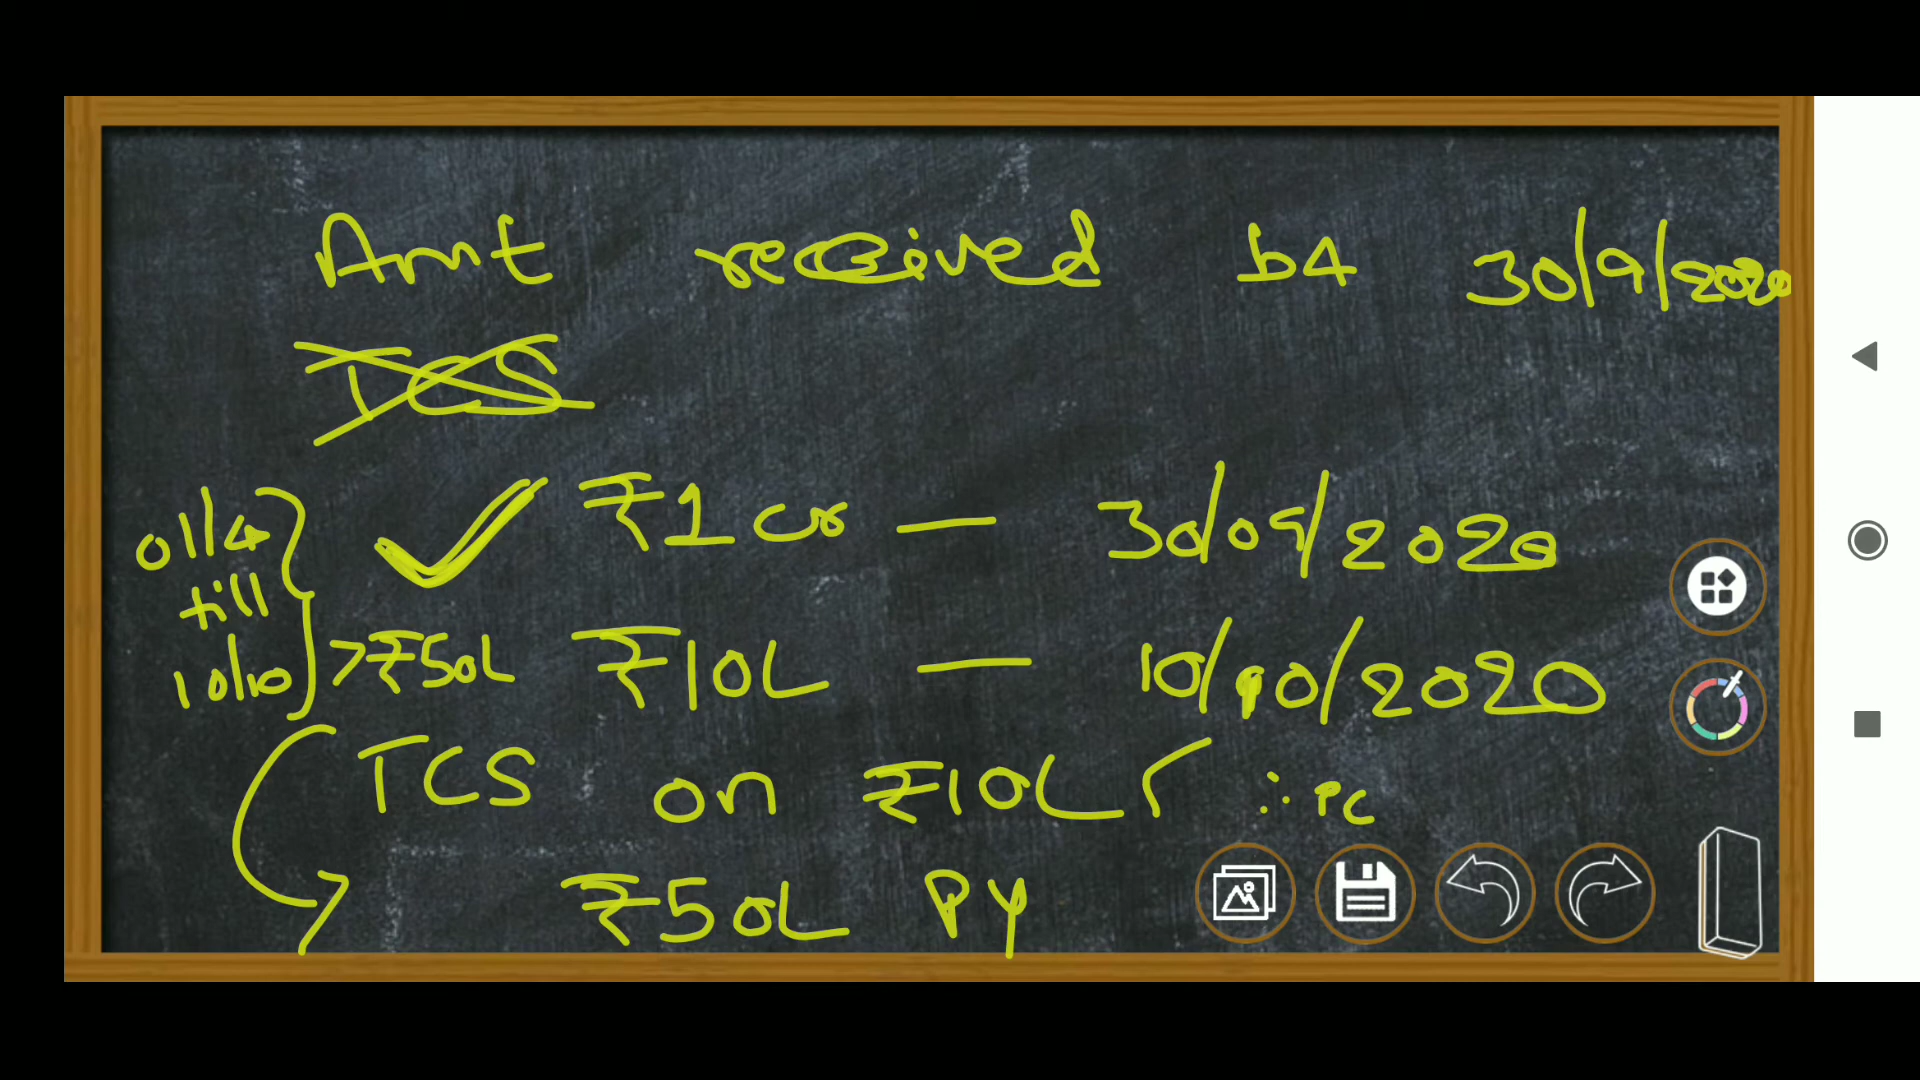 Amt received b4 30/9/2020
TCS
01/4 ₹1 cr — 30/09/2020
till
10/10 >₹50L ₹10L — 10/10/2020
TCS on ₹10L ∴ rc
₹50L PY